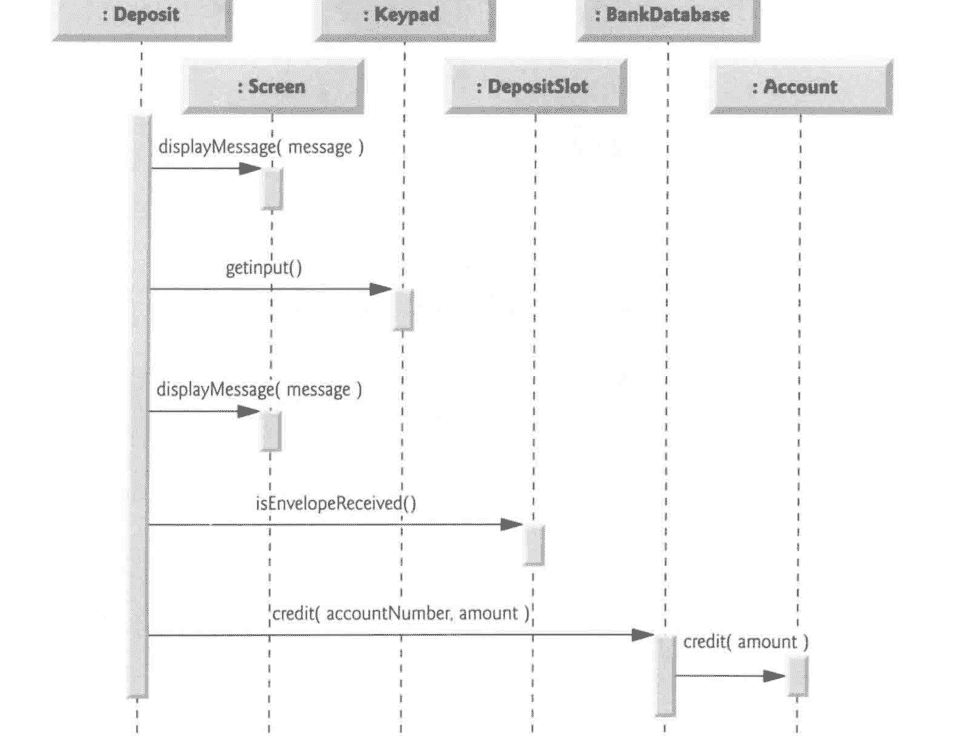 : Deposit
: Keypad
: BankDatabase
: Screen
: DepositSlot
: Account
displayMessage( message )
getinput()
displayMessage( message )
isEnvelopeReceived()
credit( accountNumber, amount )
credit( amount )